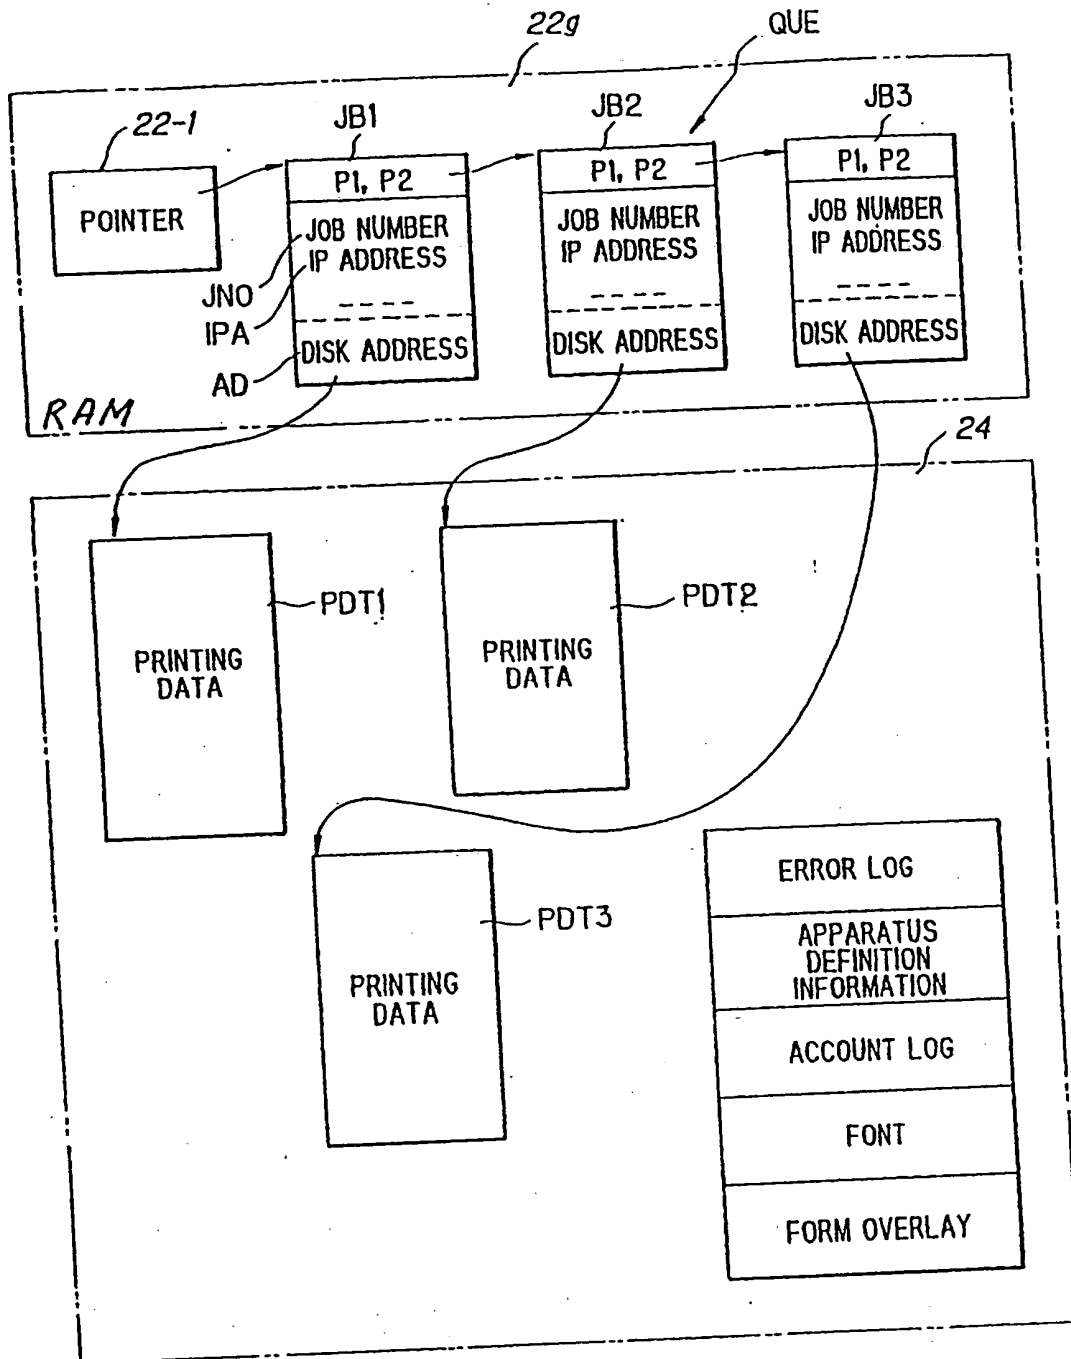 22g
QUE
22-1
JB1
JB2
JB3
POINTER
P1, P2
JOB NUMBER
IP ADDRESS
DISK ADDRESS
P1, P2
JOB NUMBER
IP ADDRESS
DISK ADDRESS
P1, P2
JOB NUMBER
IP ADDRESS
DISK ADDRESS
JNO
IPA
AD
RAM
24
PRINTING
DATA
PDT1
PRINTING
DATA
PDT2
PRINTING
DATA
PDT3
ERROR LOG
APPARATUS
DEFINITION
INFORMATION
ACCOUNT LOG
FONT
FORM OVERLAY